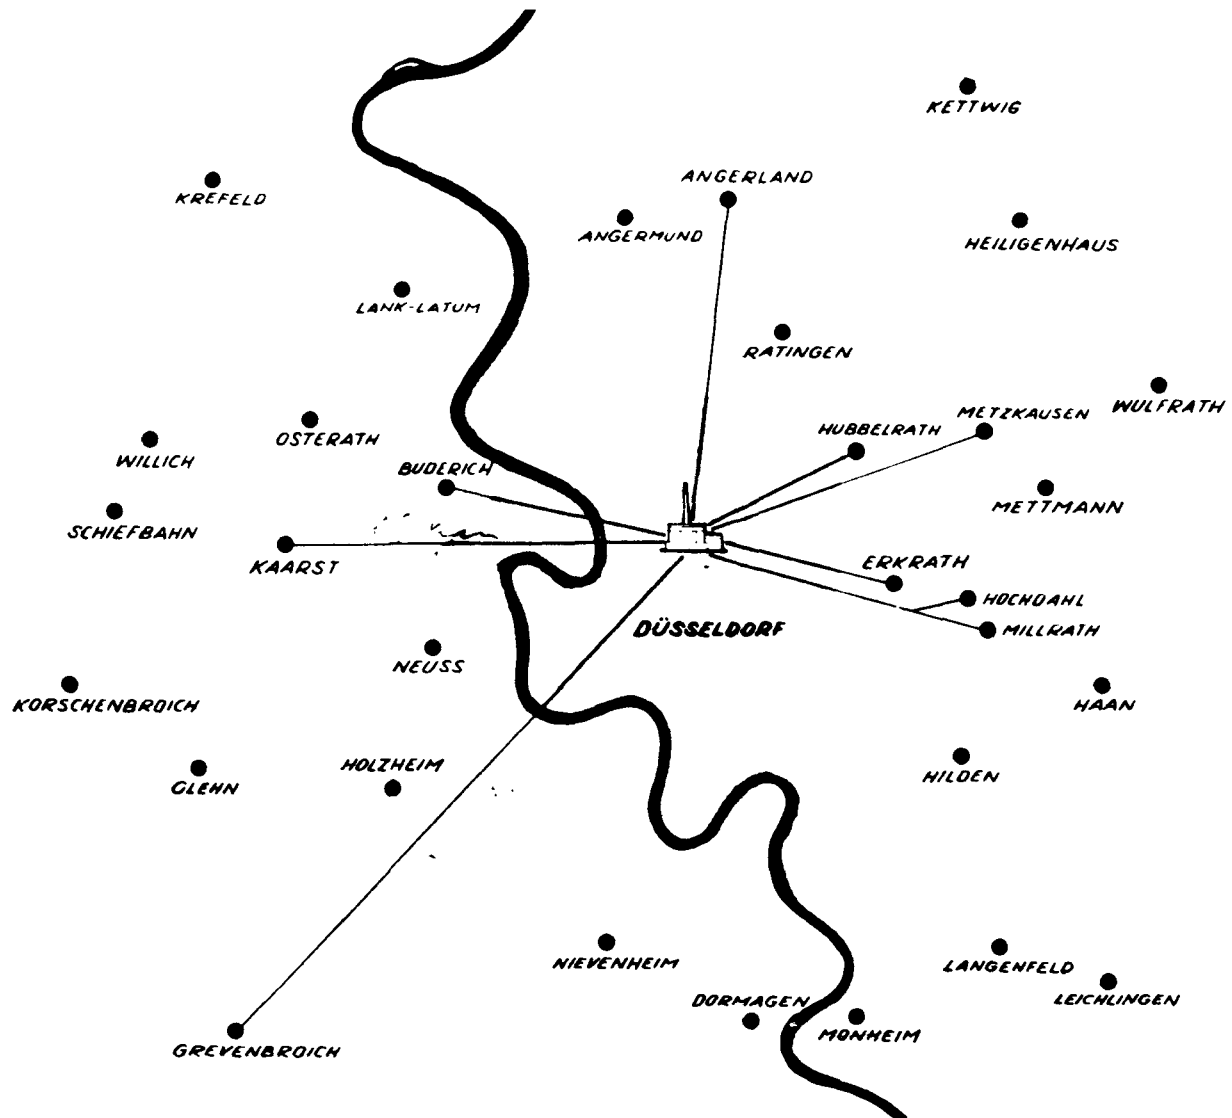 KETTWIG
ANGERLAND
KREFELD
ANGERMUND
HEILIGENHAUS
LANK-LATUM
RATINGEN
WULFRATH
METZKAUSEN
HUBBELRATH
OSTERATH
WILLICH
BUDERICH
METTMANN
SCHIEFBAHN
ERKRATH
KAARST
HOCHDAHL
DÜSSELDORF
MILLRATH
NEUSS
KORSCHENBROICH
HAAN
HOLZHEIM
HILDEN
GLEHN
NIEVENHEIM
LANGENFELD
DORMAGEN
LEICHLINGEN
MONHEIM
GREVENBROICH